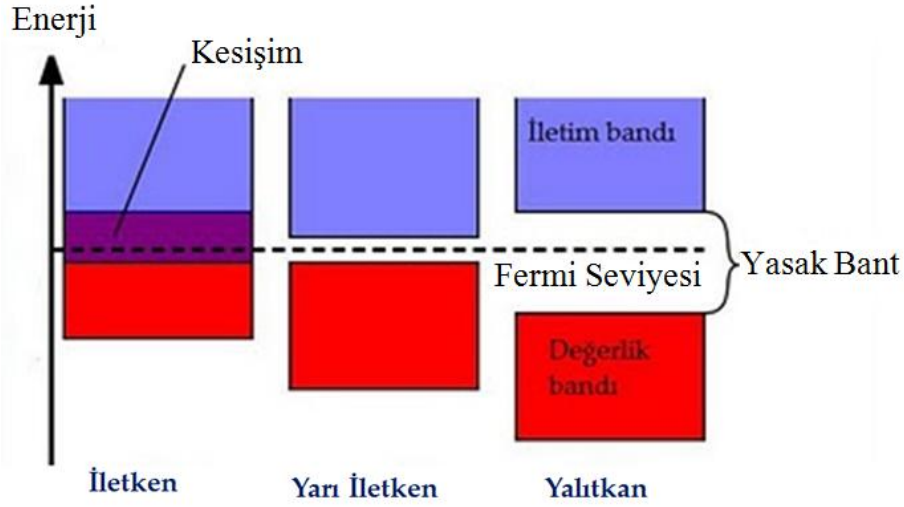 Enerji
Kesişim
İletim bandı
Fermi Seviyesi
Yasak Bant
Değerlik
bandı
İletken
Yarı İletken
Yalıtkan